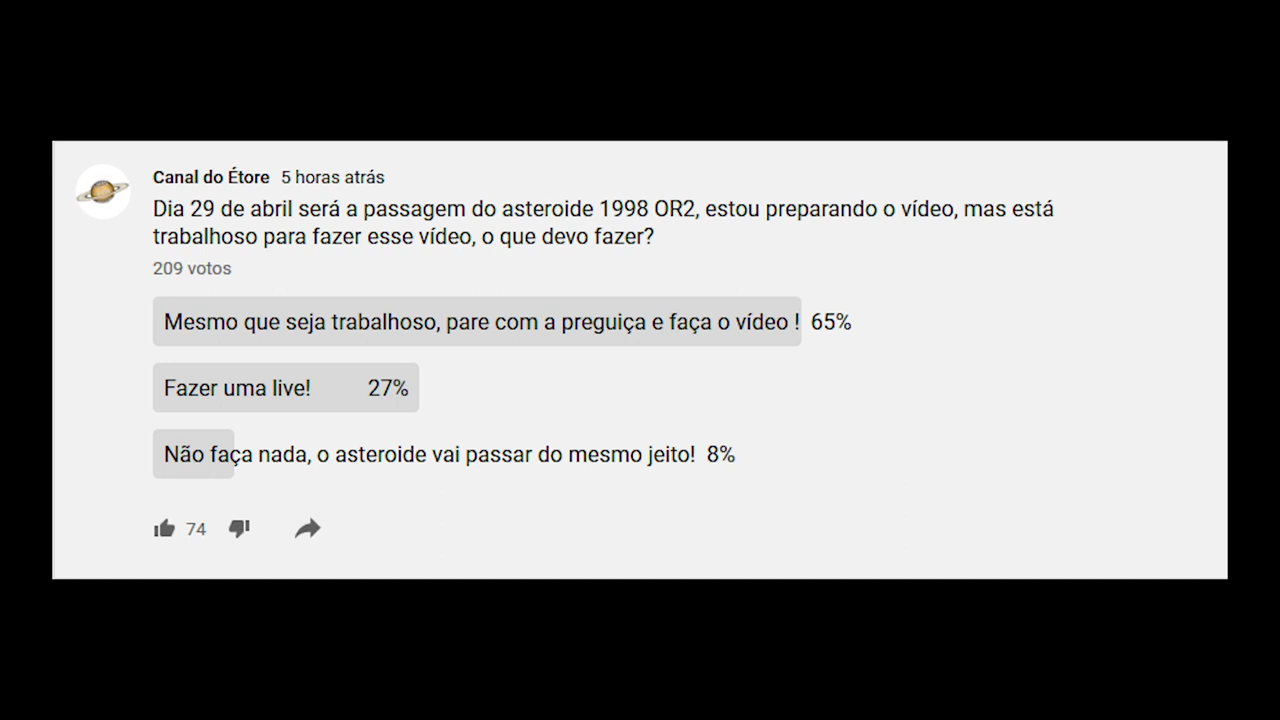 Canal do Étore 5 horas atrás
Dia 29 de abril será a passagem do asteroide 1998 OR2, estou preparando o vídeo, mas está
trabalhoso para fazer esse vídeo, o que devo fazer?
209 votos
Mesmo que seja trabalhoso, pare com a preguiça e faça o vídeo ! 65%
Fazer uma live! 27%
Não faça nada, o asteroide vai passar do mesmo jeito! 8%
74